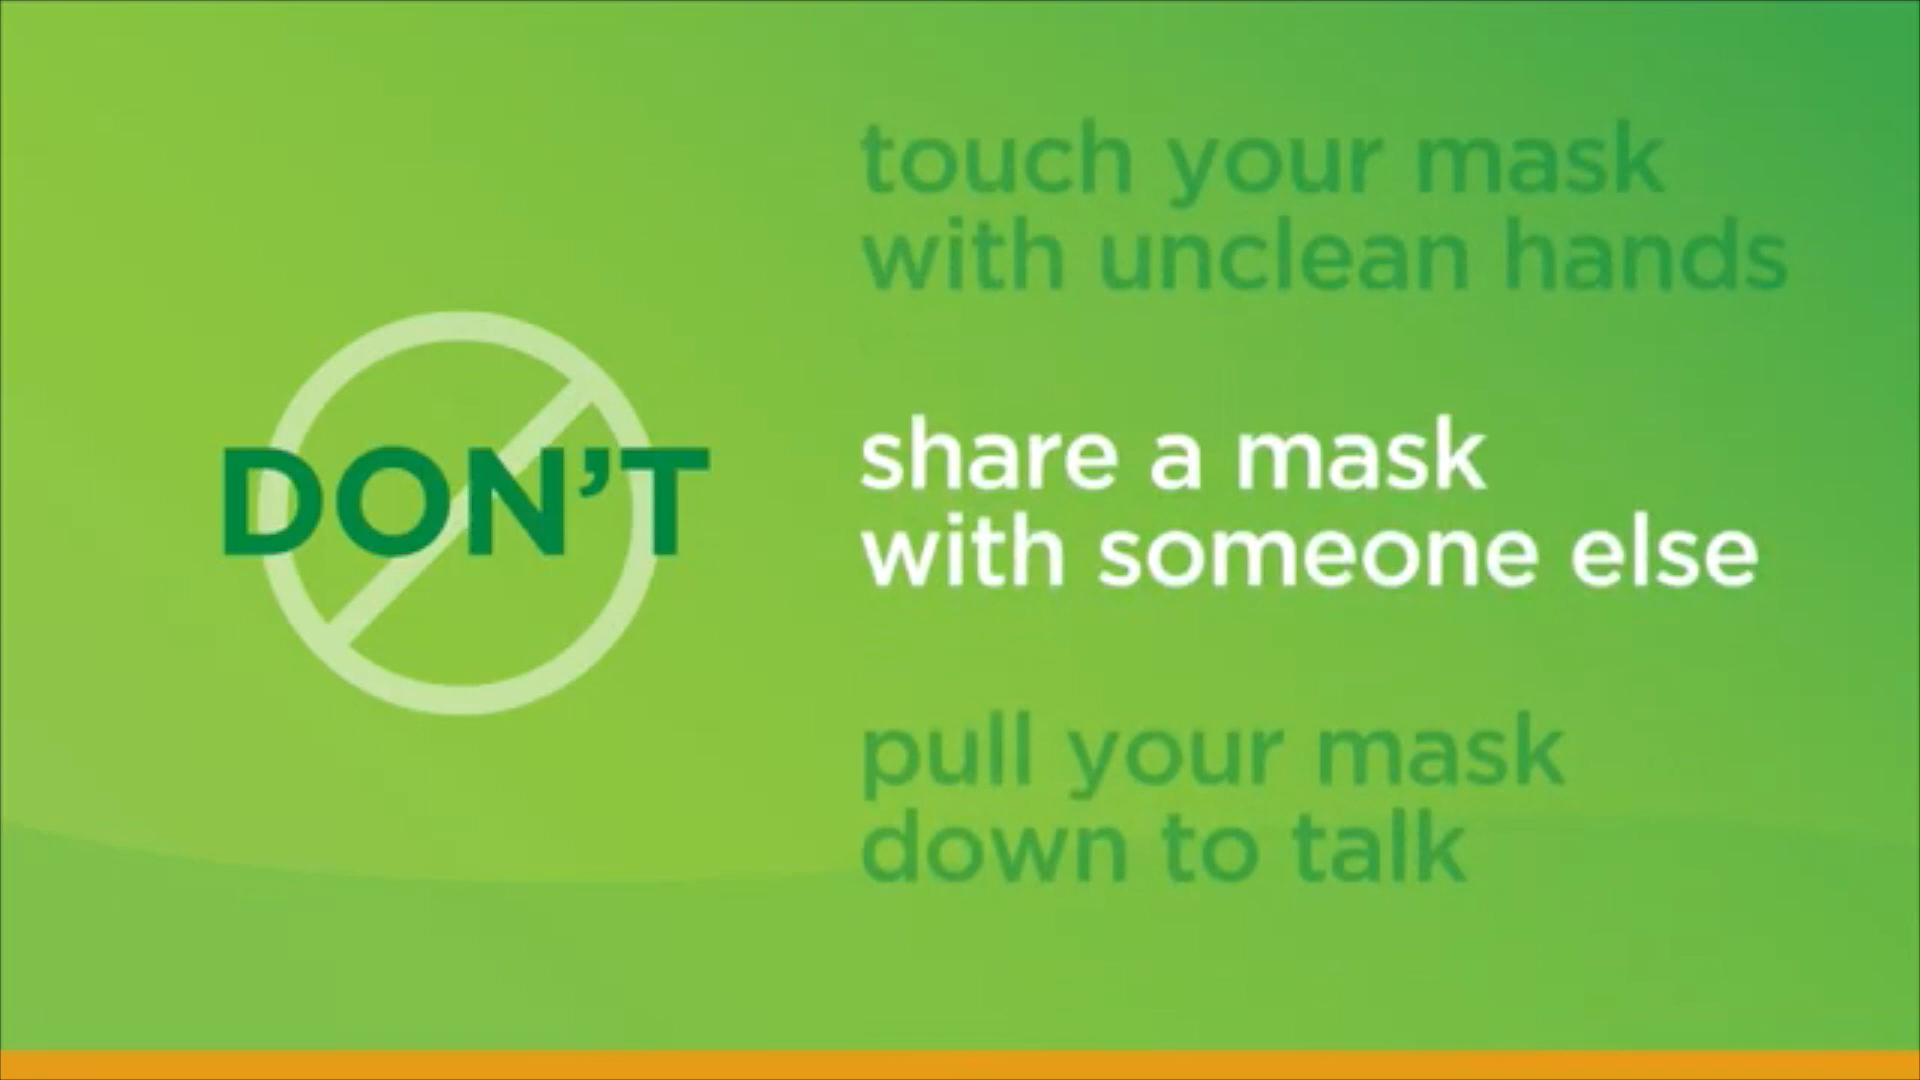 DON'T
touch your mask
with unclean hands
share a mask
with someone else
pull your mask
down to talk